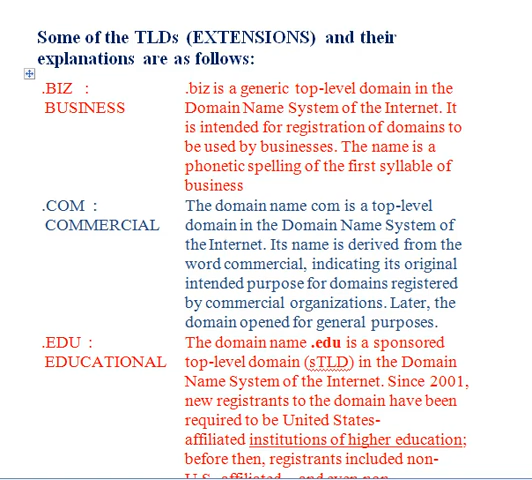 Some of the TLDs (EXTENSIONS) and their
explanations are as follows:
.BIZ :
BUSINESS
.biz is a generic top-level domain in the
Domain Name System of the Internet. It
is intended for registration of domains to
be used by businesses. The name is a
phonetic spelling of the first syllable of
business
.COM :
COMMERCIAL
The domain name com is a top-level
domain in the Domain Name System of
the Internet. Its name is derived from the
word commercial, indicating its original
intended purpose for domains registered
by commercial organizations. Later, the
domain opened for general purposes.
.EDU :
EDUCATIONAL
The domain name .edu is a sponsored
top-level domain (sTLD) in the Domain
Name System of the Internet. Since 2001,
new registrants to the domain have been
required to be United States-
affiliated institutions of higher education;
before then, registrants included non-